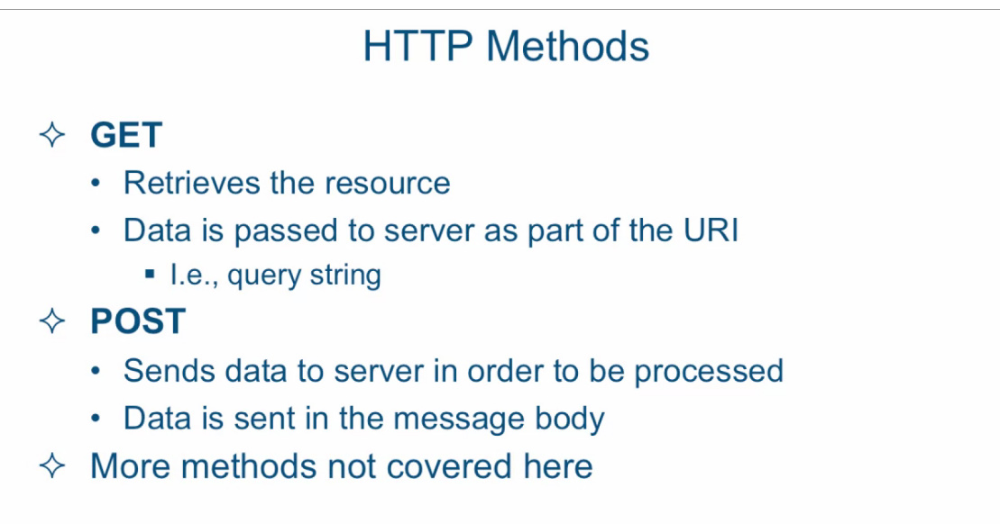 HTTP Methods
✧ GET
• Retrieves the resource
• Data is passed to server as part of the URI
▪ I.e., query string
✧ POST
• Sends data to server in order to be processed
• Data is sent in the message body
✧ More methods not covered here